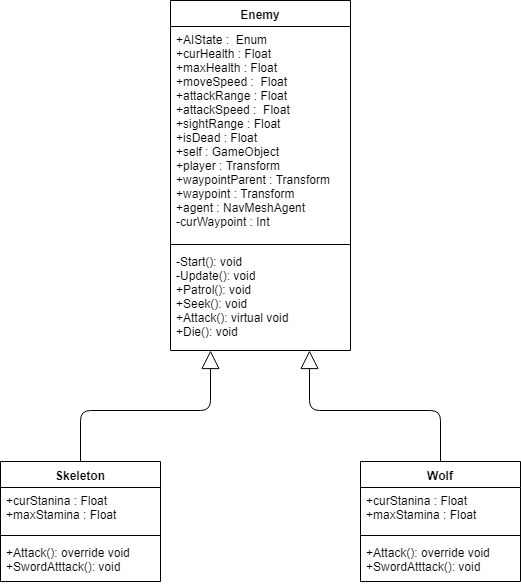 Enemy
+AIState :  Enum
+curHealth : Float
+maxHealth : Float
+moveSpeed :  Float
+attackRange : Float
+attackSpeed :  Float
+sightRange : Float
+isDead : Float
+self : GameObject
+player : Transform
+waypointParent : Transform
+waypoint : Transform
+agent : NavMeshAgent
-curWaypoint : Int
-Start(): void
-Update(): void
+Patrol(): void
+Seek(): void
+Attack(): virtual void
+Die(): void
Skeleton
+curStanina : Float
+maxStamina : Float
+Attack(): override void
+SwordAtttack(): void
Wolf
+curStanina : Float
+maxStamina : Float
+Attack(): override void
+SwordAtttack(): void